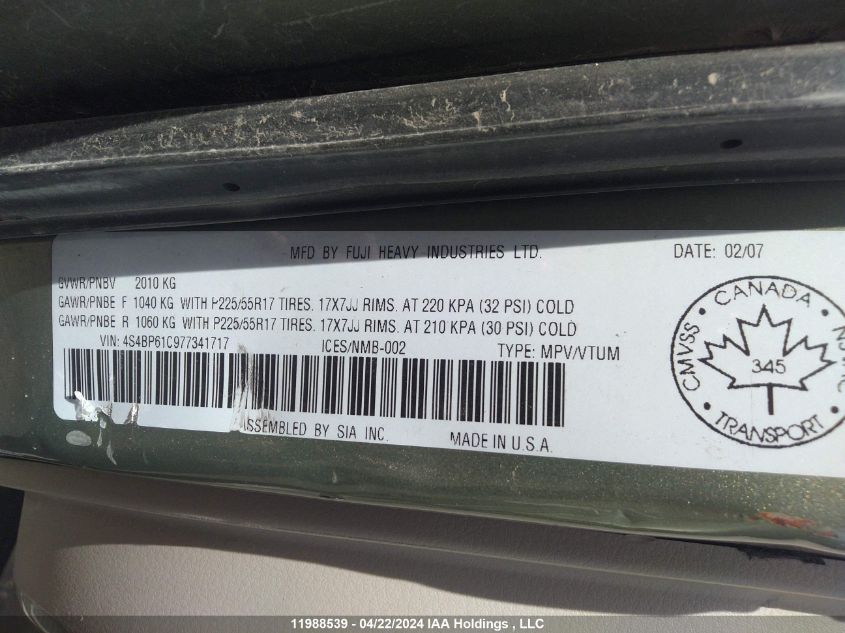 MFD BY FUJI HEAVY INDUSTRIES LTD. DATE: 02/07
GVWR/PNBV 2010 KG
GAWR/PNBE F 1040 KG WITH P225/55R17 TIRES. 17X7JJ RIMS. AT 220 KPA (32 PSI) COLD
GAWR/PNBE R 1060 KG WITH P225/55R17 TIRES. 17X7JJ RIMS. AT 210 KPA (30 PSI) COLD
VIN: 4S4BP61C977341717 ICES/NMB-002 TYPE: MPV/VTUM
ASSEMBLED BY SIA INC. MADE IN U.S.A.
CMVSS • CANADA •
345
• TRANSPORT •
11988539 - 04/22/2024 IAA Holdings , LLC